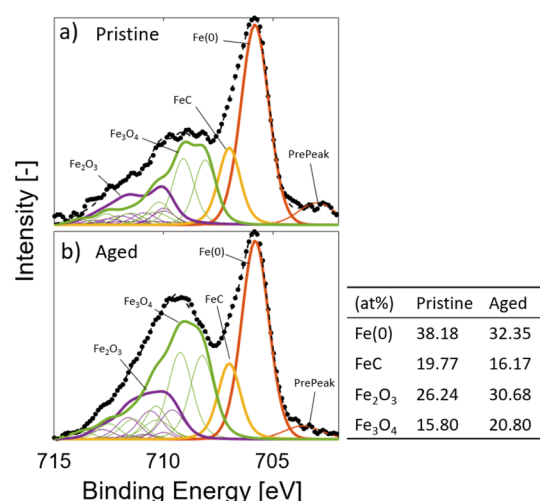 a) Pristine
Fe(0)
FeC
Fe₃O₄
Fe₂O₃
PrePeak
b) Aged
Fe(0)
FeC
Fe₃O₄
Fe₂O₃
PrePeak
Intensity [-]
715 710 705
Binding Energy [eV]
(at%) Pristine Aged
Fe(0) 38.18 32.35
FeC 19.77 16.17
Fe₂O₃ 26.24 30.68
Fe₃O₄ 15.80 20.80